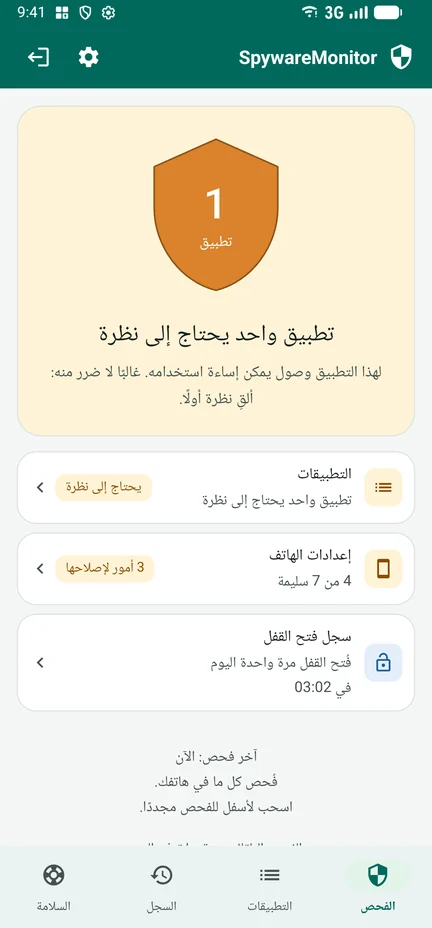 9:41
3G
SpywareMonitor
1
تطبيق
تطبيق واحد يحتاج إلى نظرة
لهذا التطبيق وصول يمكن إساءة استخدامه. غالبًا لا ضرر منه:
ألقِ نظرة أولًا.
التطبيقات
تطبيق واحد يحتاج إلى نظرة
يحتاج إلى نظرة
إعدادات الهاتف
4 من 7 سليمة
3 أمور لإصلاحها
سجل فتح القفل
فُتح القفل مرة واحدة اليوم
في 03:02
آخر فحص: الآن
فُحص كل ما في هاتفك.
اسحب لأسفل للفحص مجددًا.
الفحص
التطبيقات
السجل
السلامة